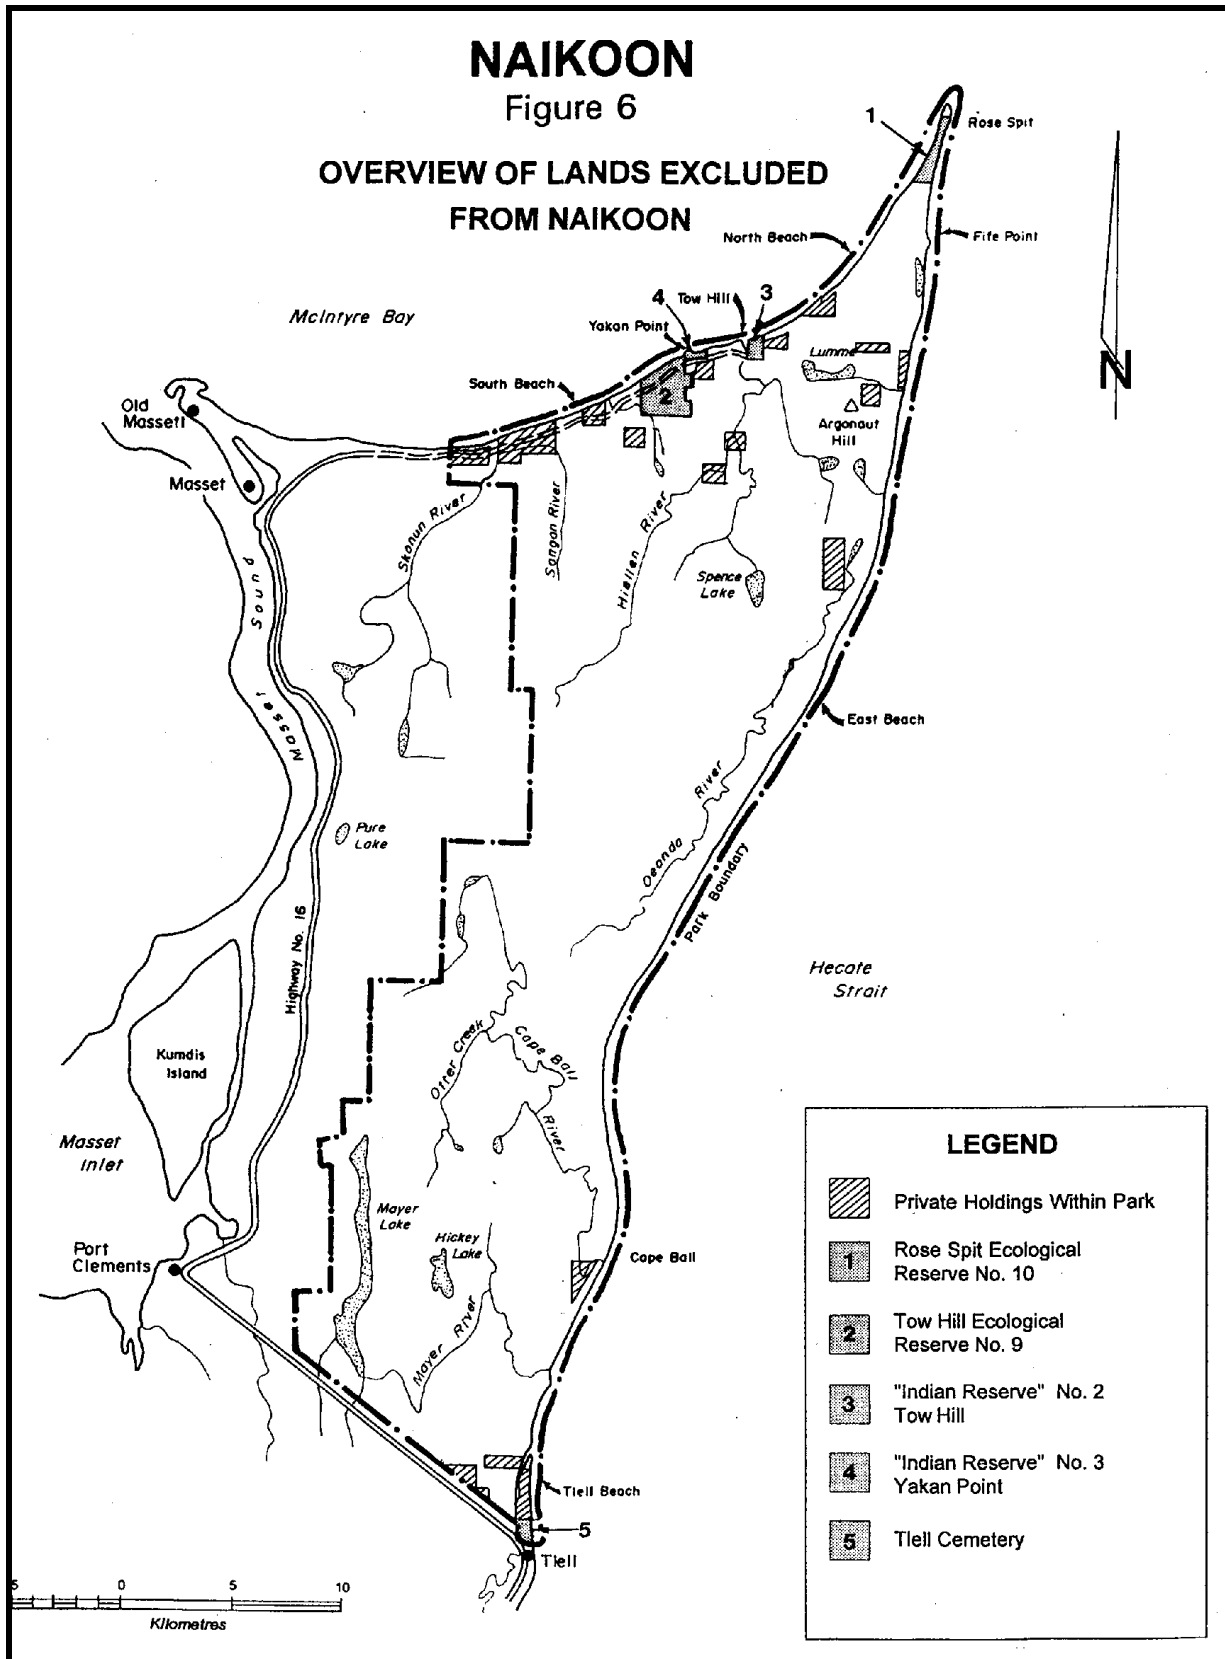 NAIKOON
Figure 6
OVERVIEW OF LANDS EXCLUDED
FROM NAIKOON
1
Rose Spit
North Beach
Fife Point
4
Tow Hill
3
McIntyre Bay
Yakan Point
Lumme
N
South Beach
2
Old
Massett
Argonaut
Hill
Masset
Skonun River
Sangan River
Hiellen River
Spence
Lake
Masset Sound
East Beach
Pure
Lake
Oeanda River
Park Boundary
Highway No. 16
Hecate
Strait
Kumdis
Island
Otter Creek
Cape Ball River
Masset
Inlet
Mayer
Lake
Hickey
Lake
Port
Clements
Cape Ball
Mayer River
Tlell Beach
5
Tlell
5 0 5 10
Kilometres
LEGEND
Private Holdings Within Park
1 Rose Spit Ecological
Reserve No. 10
2 Tow Hill Ecological
Reserve No. 9
3 "Indian Reserve" No. 2
Tow Hill
4 "Indian Reserve" No. 3
Yakan Point
5 Tlell Cemetery